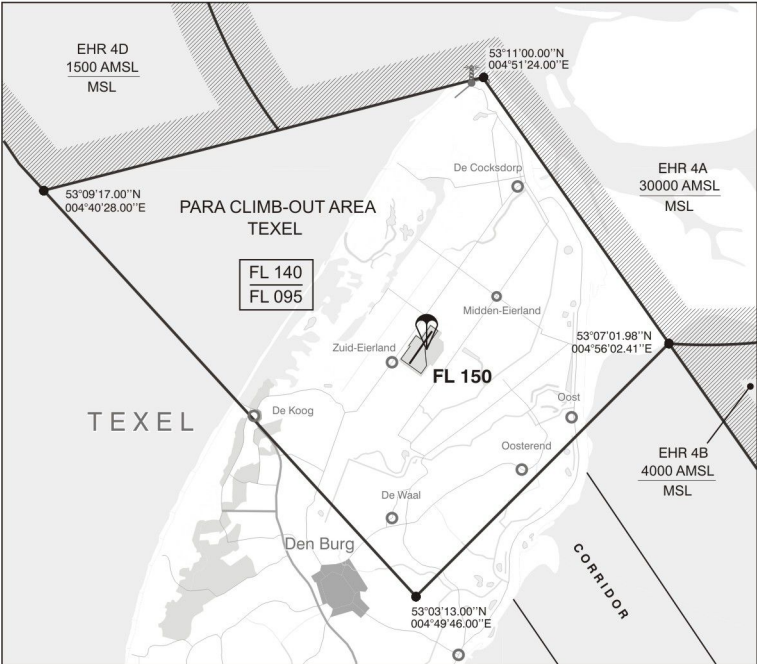 EHR 4D
1500 AMSL
MSL
53°11'00.00''N
004°51'24.00''E
De Cocksdorp
EHR 4A
30000 AMSL
MSL
53°09'17.00''N
004°40'28.00''E
PARA CLIMB-OUT AREA
TEXEL
FL 140
FL 095
Midden-Eierland
53°07'01.98''N
004°56'02.41''E
Zuid-Eierland
FL 150
TEXEL
De Koog
Oost
Oosterend
EHR 4B
4000 AMSL
MSL
De Waal
Den Burg
CORRIDOR
53°03'13.00''N
004°49'46.00''E